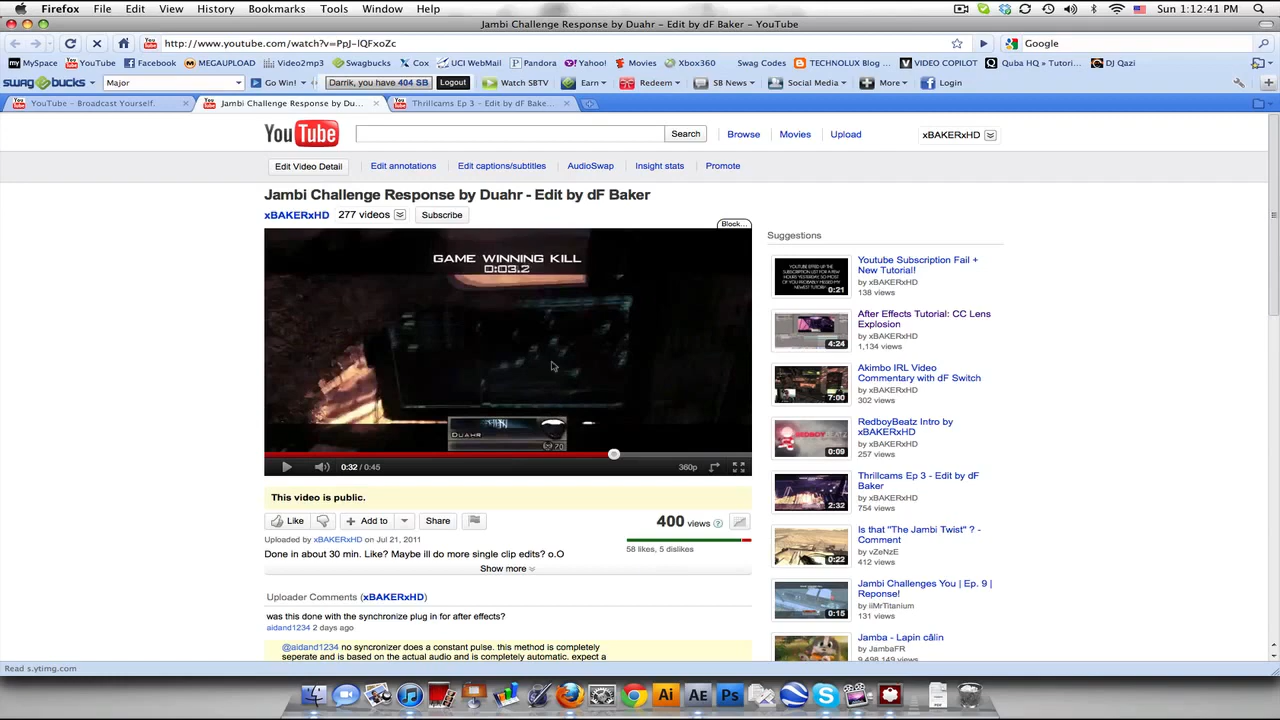 Firefox File Edit View History Bookmarks Tools Window Help Sun 1:12:41 PM
Jambi Challenge Response by Duahr - Edit by dF Baker - YouTube
http://www.youtube.com/watch?v=PpJ-lQFxoZc Google
MySpace YouTube Facebook MEGAUPLOAD Video2mp3 Swagbucks Cox UCI WebMail Pandora Yahoo! Movies Xbox360 Swag Codes TECHNOLUX Blog ... VIDEO COPILOT Quba HQ » Tutori... DJ Qazi
SWAG BUCKS Major Go Win! Darrik, you have 404 SB Logout Watch SBTV Earn Redeem SB News Social Media More Login
YouTube - Broadcast Yourself. Jambi Challenge Response by Du... Thrillcams Ep 3 - Edit by dF Bake...
YouTube Search Browse Movies Upload xBAKERxHD
Edit Video Detail Edit annotations Edit captions/subtitles AudioSwap Insight stats Promote
Jambi Challenge Response by Duahr - Edit by dF Baker
xBAKERxHD 277 videos Subscribe
Block...
GAME WINNING KILL
DUAHR
70
0:32 / 0:45 360p
This video is public.
Like Add to Share 400 views
Uploaded by xBAKERxHD on Jul 21, 2011
58 likes, 5 dislikes
Done in about 30 min. Like? Maybe ill do more single clip edits? o.O
Show more
Uploader Comments (xBAKERxHD)
was this done with the synchronize plug in for after effects?
aidand1234 2 days ago
@aidand1234 no syncronizer does a constant pulse. this method is completely
seperate and is based on the actual audio and is completely automatic. expect a
Suggestions
Youtube Subscription Fail +
New Tutorial!
by xBAKERxHD
138 views
0:21
After Effects Tutorial: CC Lens
Explosion
by xBAKERxHD
1,134 views
4:24
Akimbo IRL Video
Commentary with dF Switch
by xBAKERxHD
302 views
7:00
RedboyBeatz Intro by
xBAKERxHD
by xBAKERxHD
257 views
0:09
Thrillcams Ep 3 - Edit by dF
Baker
by xBAKERxHD
754 views
2:32
Is that "The Jambi Twist" ? -
Comment
by vZeNzE
412 views
0:22
Jambi Challenges You | Ep. 9 |
Reponse!
by iiMrTitanium
131 views
0:15
Jamba - Lapin câlin
by JambaFR
9,498,149 views
Read s.ytimg.com
Ai AE PS